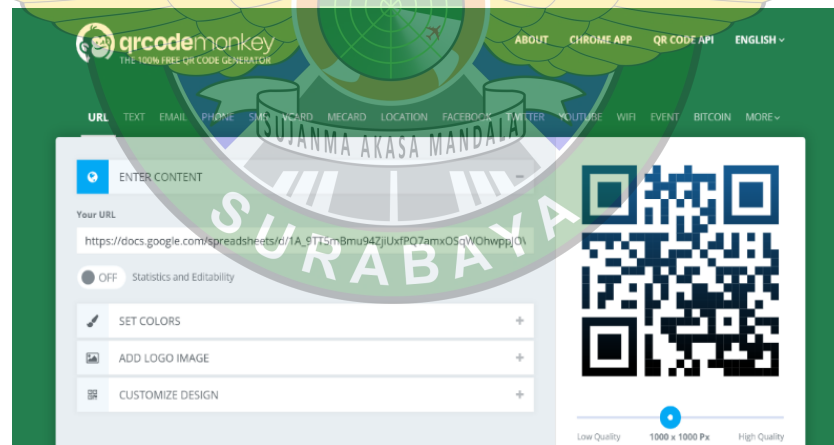 qrcodemonkey
THE 100% FREE QR CODE GENERATOR
ABOUT CHROME APP QR CODE API ENGLISH
URL TEXT EMAIL PHONE SMS VCARD MECARD LOCATION FACEBOOK TWITTER YOUTUBE WIFI EVENT BITCOIN MORE
SUJANMA AKASA MANDALA
ENTER CONTENT
SURABAYA
Your URL
https://docs.google.com/spreadsheets/d/
OFF Statistics and Editability
SET COLORS
ADD LOGO IMAGE
CUSTOMIZE DESIGN
Low Quality 1000 x 1000 Px High Quality